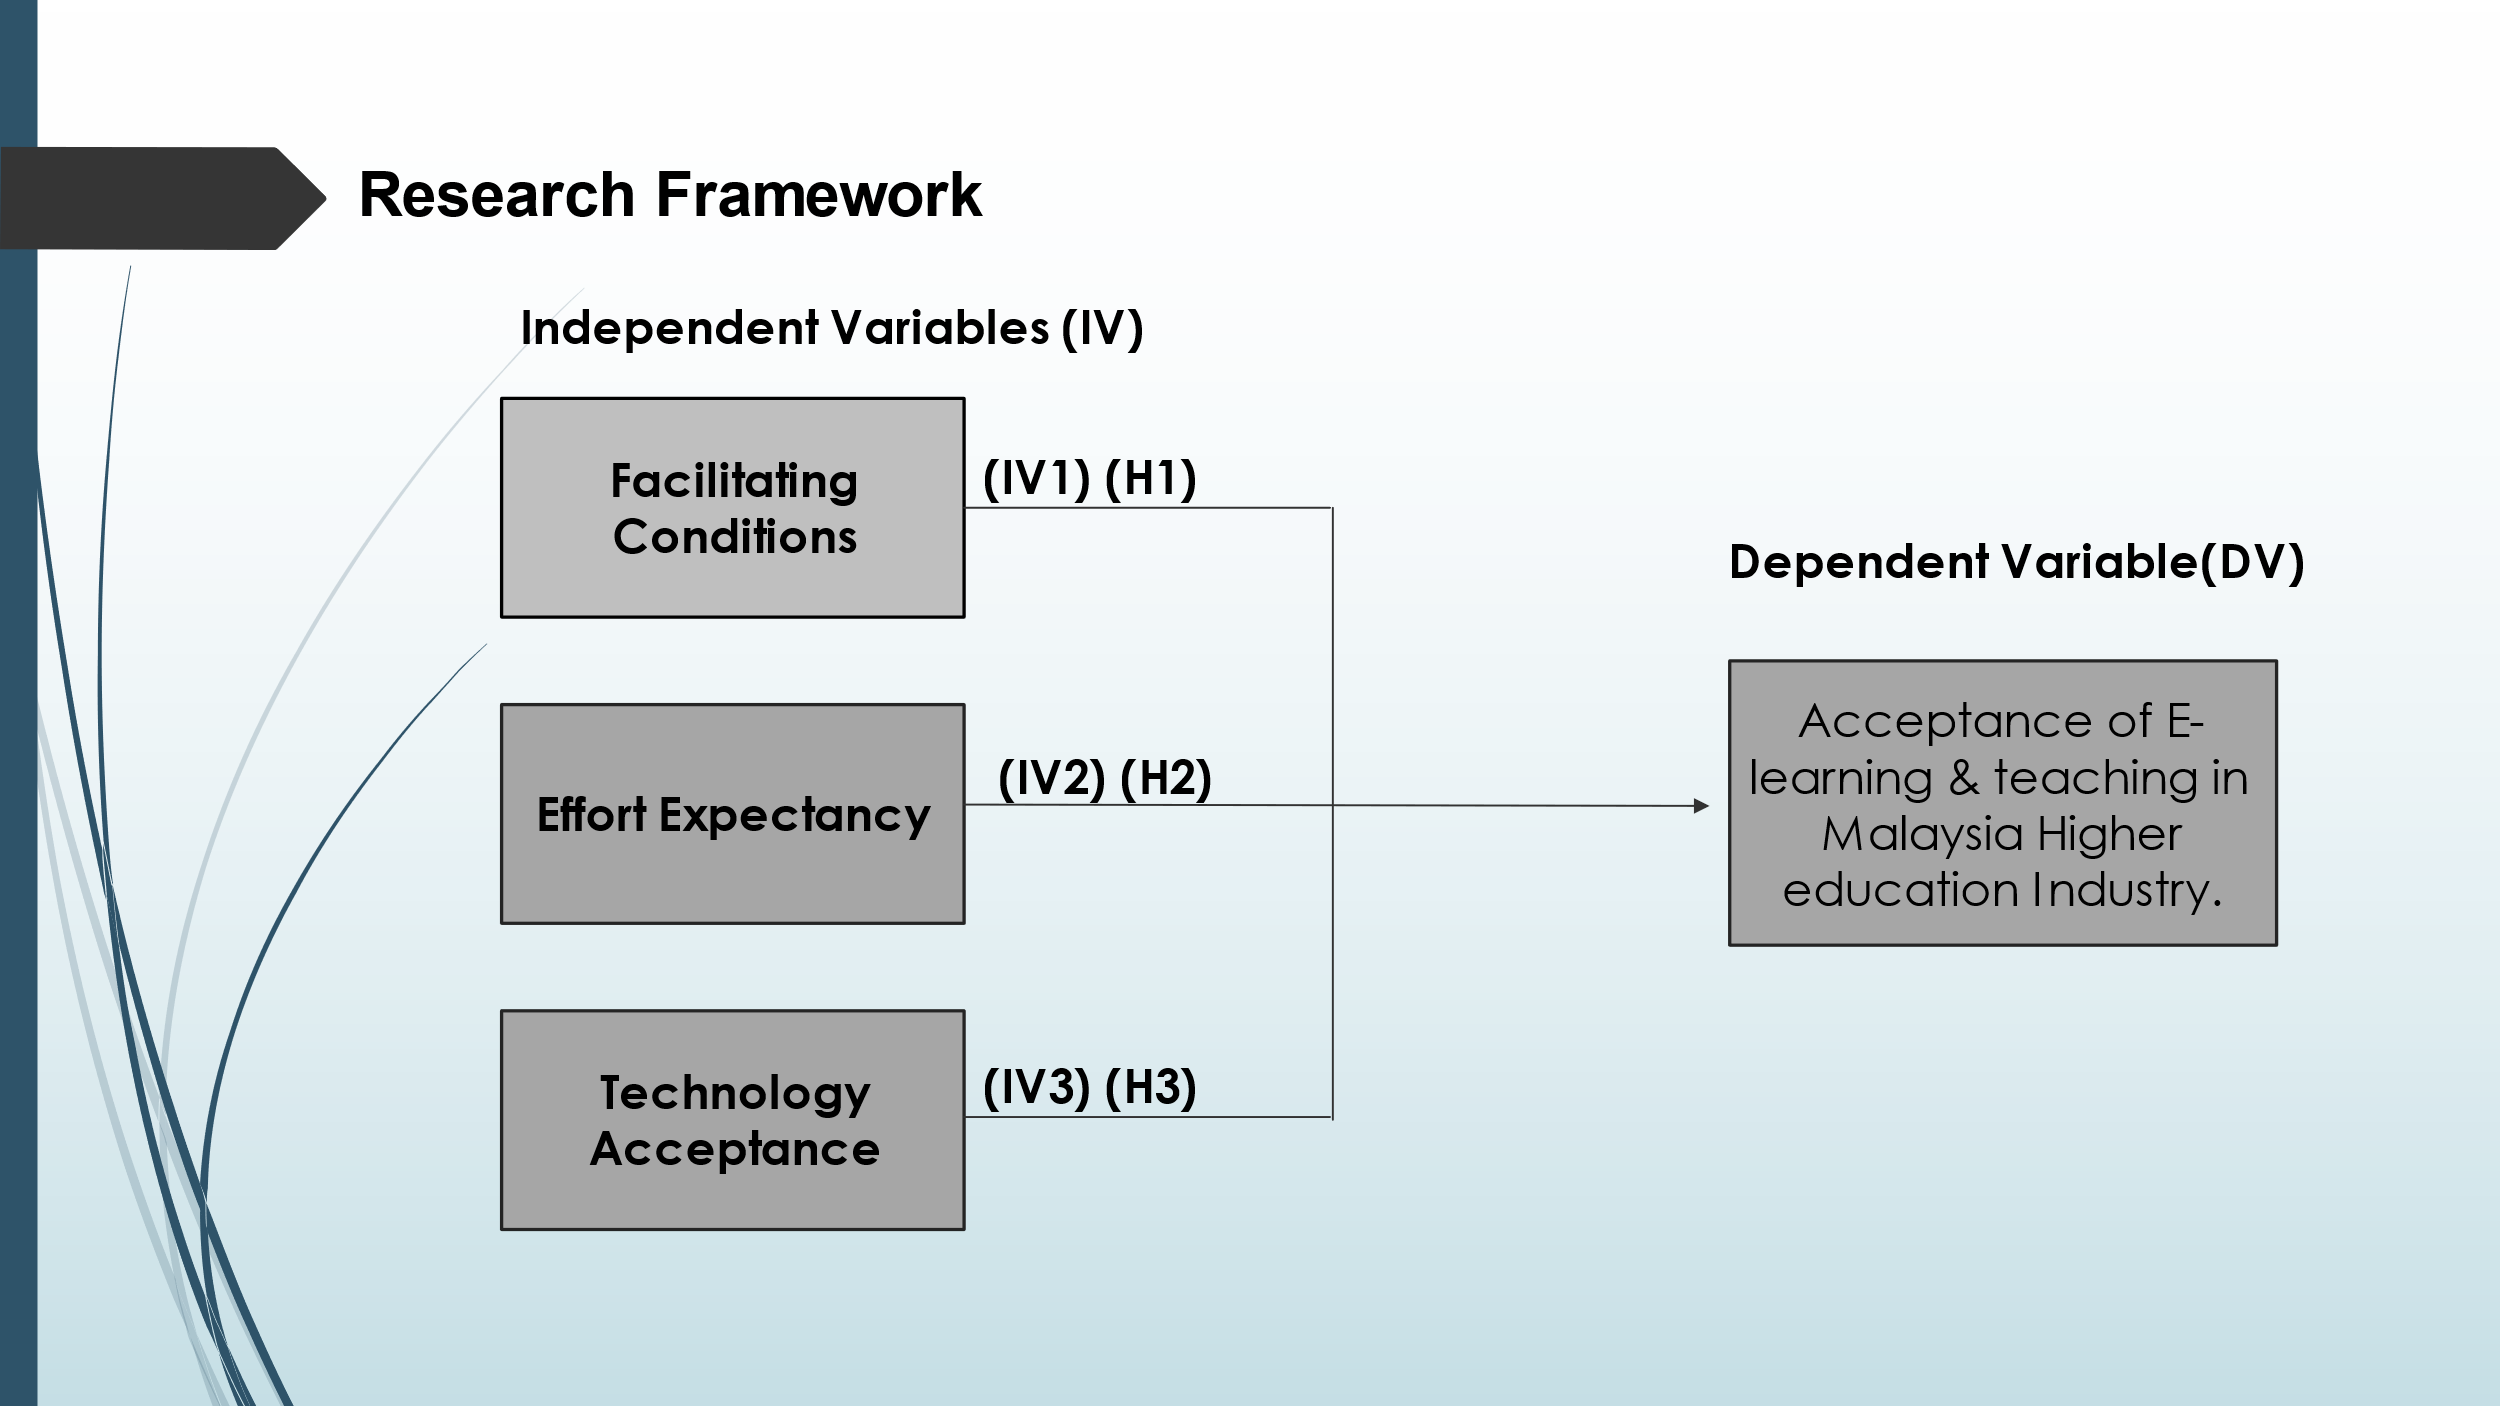 Research Framework
Independent Variables (IV)
Facilitating
Conditions
(IV1) (H1)
Dependent Variable(DV)
Effort Expectancy
(IV2) (H2)
Acceptance of E-
learning & teaching in
Malaysia Higher
education Industry.
Technology
Acceptance
(IV3) (H3)